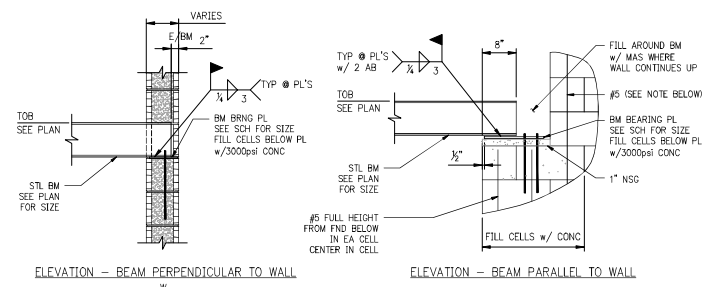 VARIES
E/BM
2"
TYP @ PL'S
1/4
3
TOB
SEE PLAN
BM BRNG PL
SEE SCH FOR SIZE
FILL CELLS BELOW PL
w/3000psi CONC
STL BM
SEE PLAN
FOR SIZE
ELEVATION - BEAM PERPENDICULAR TO WALL
TYP @ PL'S
w/ 2 AB
1/4
3
8"
FILL AROUND BM
w/ MAS WHERE
WALL CONTINUES UP
#5 (SEE NOTE BELOW)
TOB
SEE PLAN
BM BEARING PL
SEE SCH FOR SIZE
FILL CELLS BELOW PL
w/3000psi CONC
1/2"
STL BM
SEE PLAN
FOR SIZE
1" NSG
#5 FULL HEIGHT
FROM FND BELOW
IN EA CELL
CENTER IN CELL
FILL CELLS w/ CONC
ELEVATION - BEAM PARALLEL TO WALL